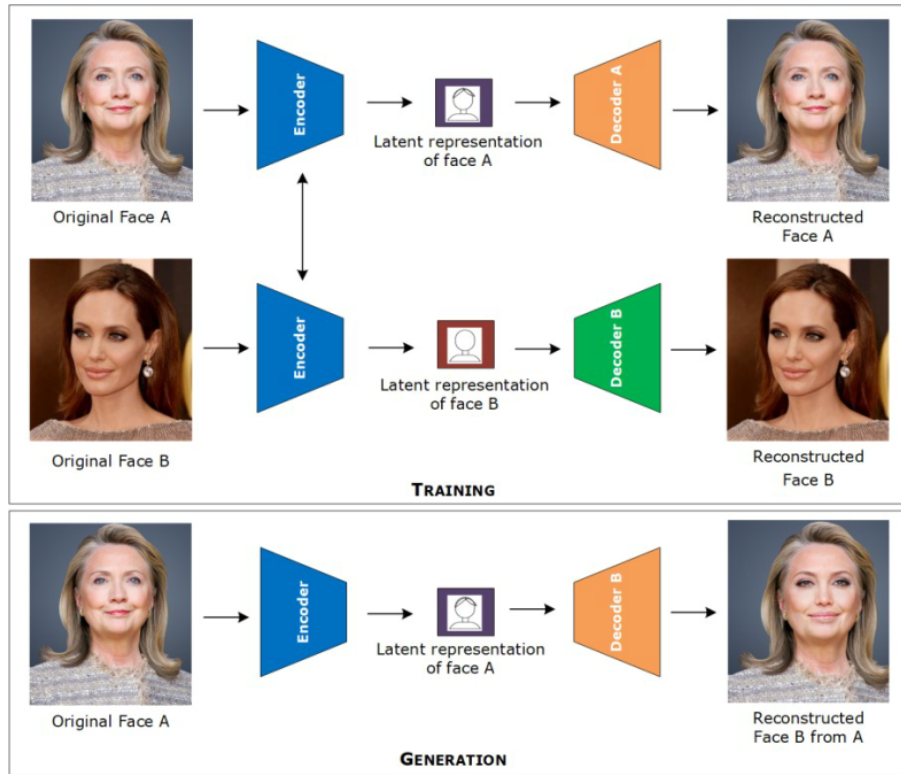 Encoder
Decoder A
Latent representation
of face A
Original Face A
Reconstructed
Face A
Encoder
Decoder B
Latent representation
of face B
Original Face B
Reconstructed
Face B
TRAINING
Encoder
Decoder B
Latent representation
of face A
Original Face A
Reconstructed
Face B from A
GENERATION